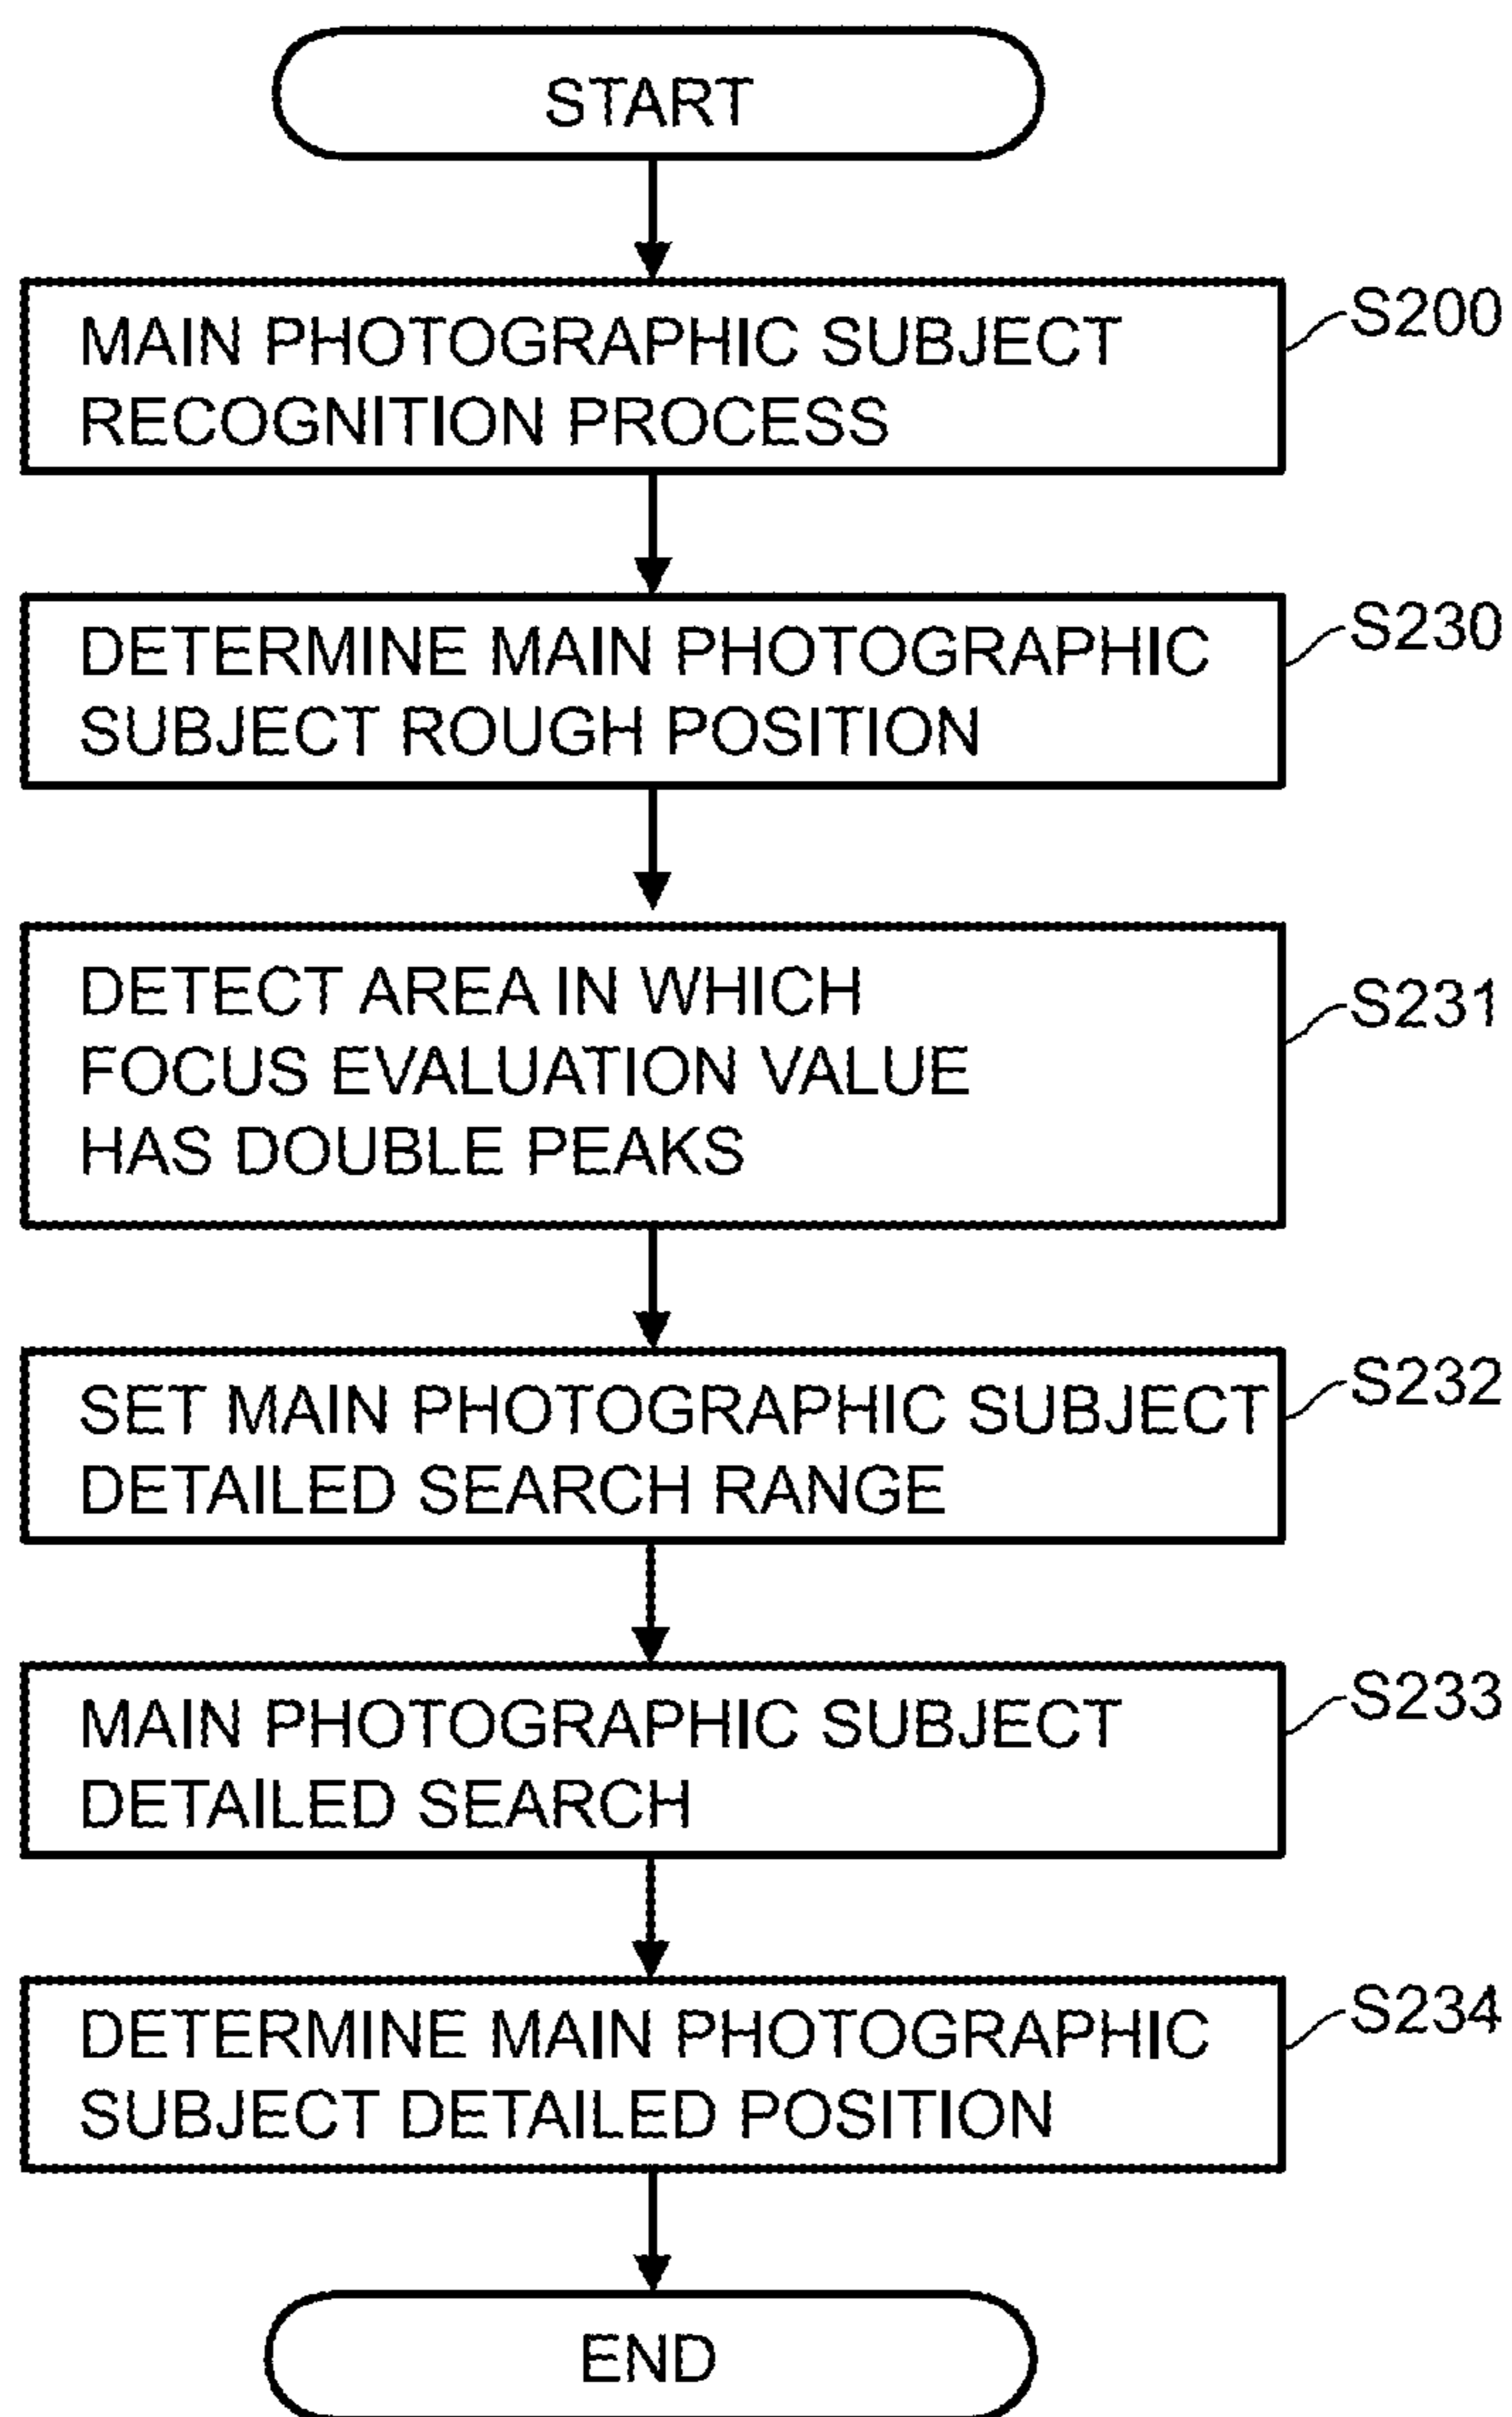 START
MAIN PHOTOGRAPHIC SUBJECT
RECOGNITION PROCESS
S200
DETERMINE MAIN PHOTOGRAPHIC
SUBJECT ROUGH POSITION
S230
DETECT AREA IN WHICH
FOCUS EVALUATION VALUE
HAS DOUBLE PEAKS
S231
SET MAIN PHOTOGRAPHIC SUBJECT
DETAILED SEARCH RANGE
S232
MAIN PHOTOGRAPHIC SUBJECT
DETAILED SEARCH
S233
DETERMINE MAIN PHOTOGRAPHIC
SUBJECT DETAILED POSITION
S234
END